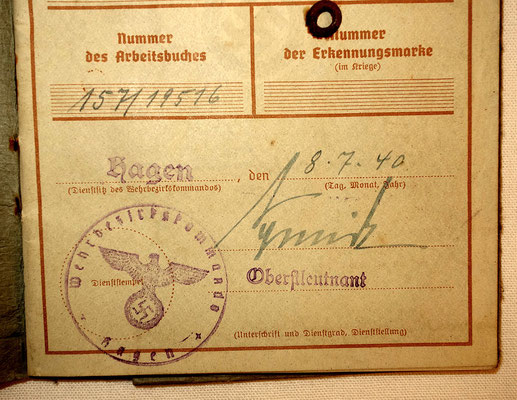 Nummer
des Arbeitsbuches
Nummer
der Erkennungsmarke
(im Kriege)
157/19516
Hagen, den 8.7.40
(Dienstsitz des Wehrbezirkskommandos) (Tag, Monat, Jahr)
Wehrbezirkskommando
Hagen
Dienststempel
Oberstleutnant
(Unterschrift und Dienstgrad, Dienststellung)